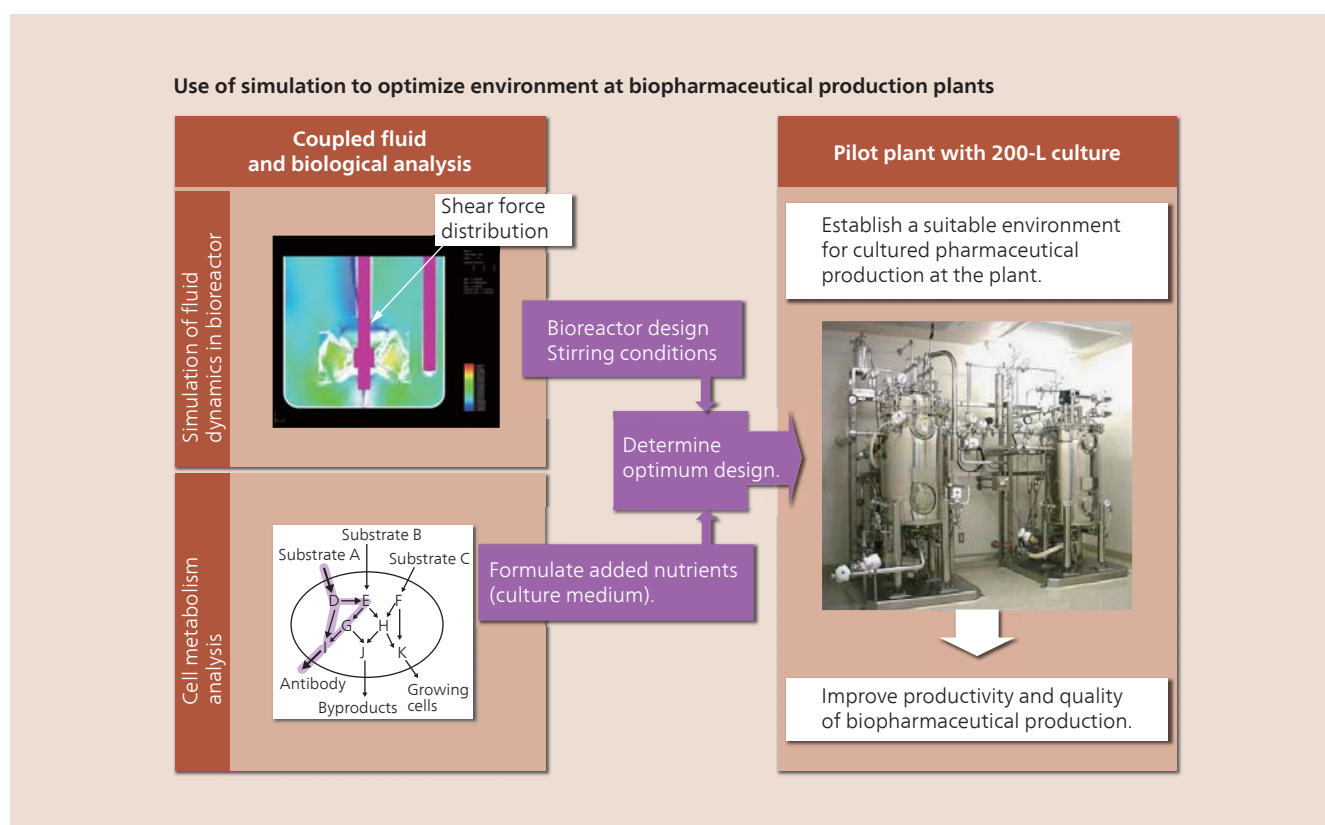 Use of simulation to optimize environment at biopharmaceutical production plants
Coupled fluid
and biological analysis
Simulation of fluid
dynamics in bioreactor
Shear force
distribution
Cell metabolism
analysis
Substrate B
Substrate A
Substrate C
D
E
F
G
H
I
J
K
Antibody
Growing
cells
Byproducts
Bioreactor design
Stirring conditions
Determine
optimum design.
Formulate added nutrients
(culture medium).
Pilot plant with 200-L culture
Establish a suitable environment
for cultured pharmaceutical
production at the plant.
Improve productivity and quality
of biopharmaceutical production.